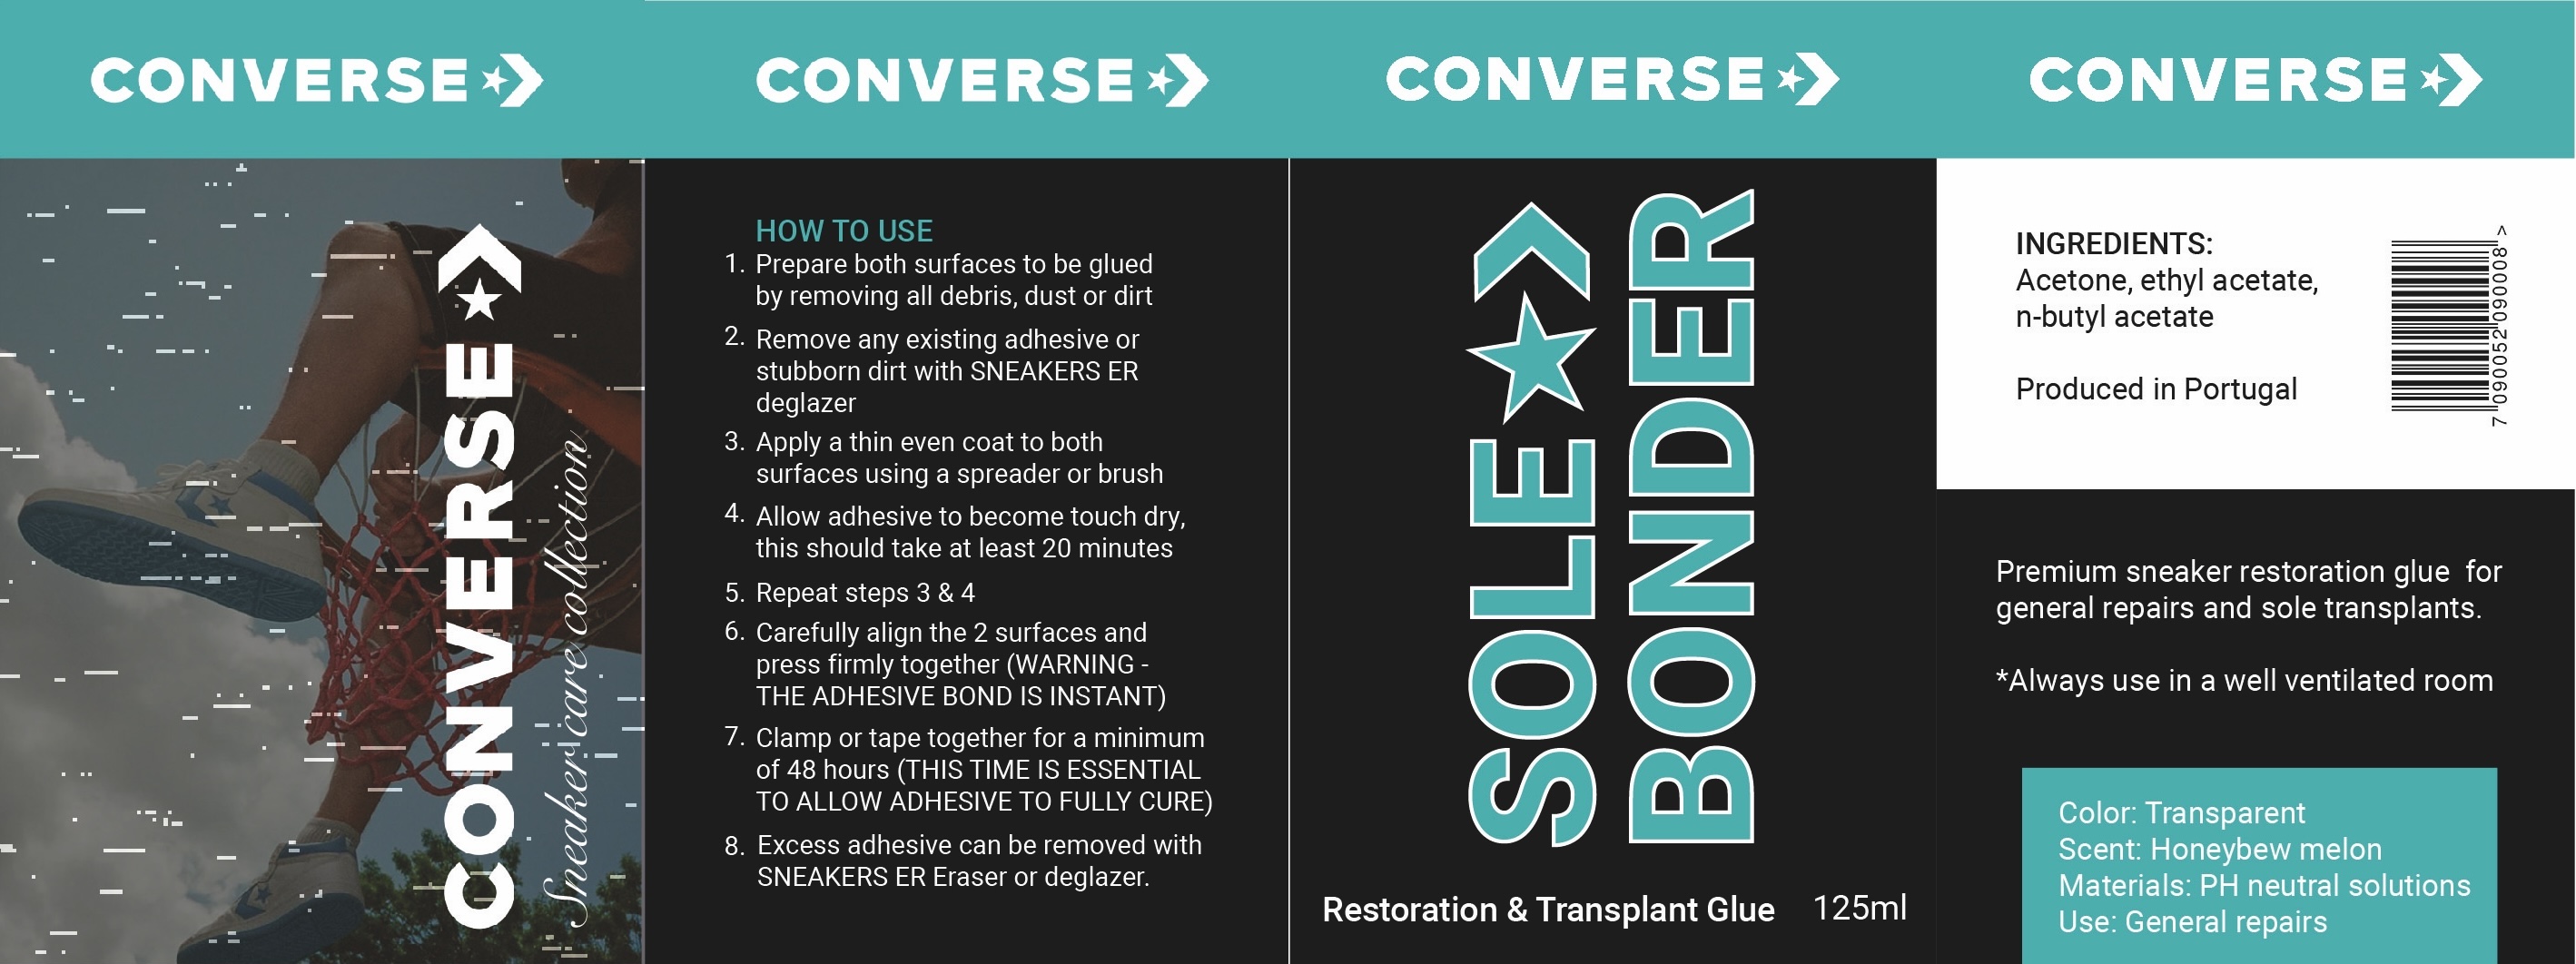 CONVERSE
CONVERSE
CONVERSE
CONVERSE
CONVERSE
Sneaker care collection
HOW TO USE
1. Prepare both surfaces to be glued
by removing all debris, dust or dirt
2. Remove any existing adhesive or
stubborn dirt with SNEAKERS ER
deglazer
3. Apply a thin even coat to both
surfaces using a spreader or brush
4. Allow adhesive to become touch dry,
this should take at least 20 minutes
5. Repeat steps 3 & 4
6. Carefully align the 2 surfaces and
press firmly together (WARNING -
THE ADHESIVE BOND IS INSTANT)
7. Clamp or tape together for a minimum
of 48 hours (THIS TIME IS ESSENTIAL
TO ALLOW ADHESIVE TO FULLY CURE)
8. Excess adhesive can be removed with
SNEAKERS ER Eraser or deglazer.
SOLE
BONDER
Restoration & Transplant Glue 125ml
INGREDIENTS:
Acetone, ethyl acetate,
n-butyl acetate
Produced in Portugal
7 090052 090008 >
Premium sneaker restoration glue for
general repairs and sole transplants.
*Always use in a well ventilated room
Color: Transparent
Scent: Honeybew melon
Materials: PH neutral solutions
Use: General repairs